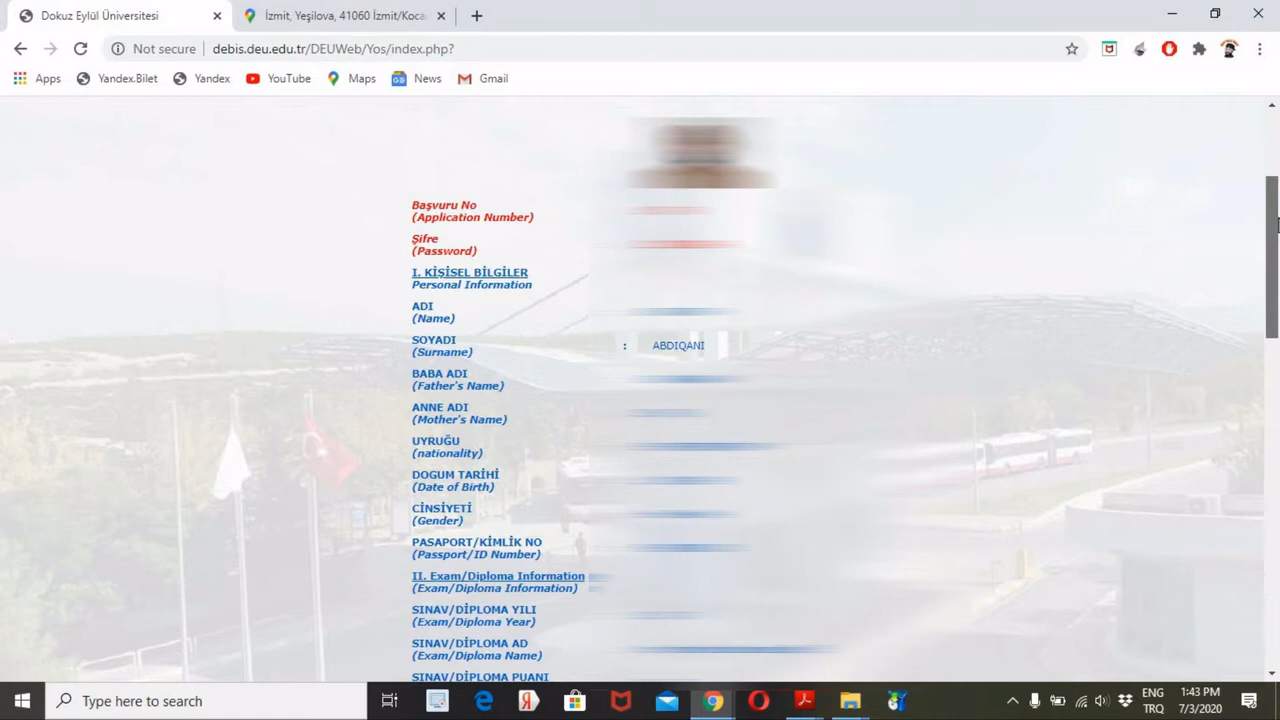 Dokuz Eylül Üniversitesi
İzmit, Yeşilova, 41060 İzmit/Koca
Not secure
debis.deu.edu.tr/DEUWeb/Yos/index.php?
Apps
Yandex.Bilet
Yandex
YouTube
Maps
News
Gmail
Başvuru No
(Application Number)
Şifre
(Password)
I. KİŞİSEL BİLGİLER
Personal Information
ADI
(Name)
SOYADI
(Surname)
: ABDIQANI
BABA ADI
(Father's Name)
ANNE ADI
(Mother's Name)
UYRUĞU
(nationality)
DOGUM TARİHİ
(Date of Birth)
CİNSİYETİ
(Gender)
PASAPORT/KİMLİK NO
(Passport/ID Number)
II. Exam/Diploma Information
(Exam/Diploma Information)
SINAV/DİPLOMA YILI
(Exam/Diploma Year)
SINAV/DİPLOMA AD
(Exam/Diploma Name)
SINAV/DİPLOMA PUANI
Type here to search
ENG
TRQ
1:43 PM
7/3/2020